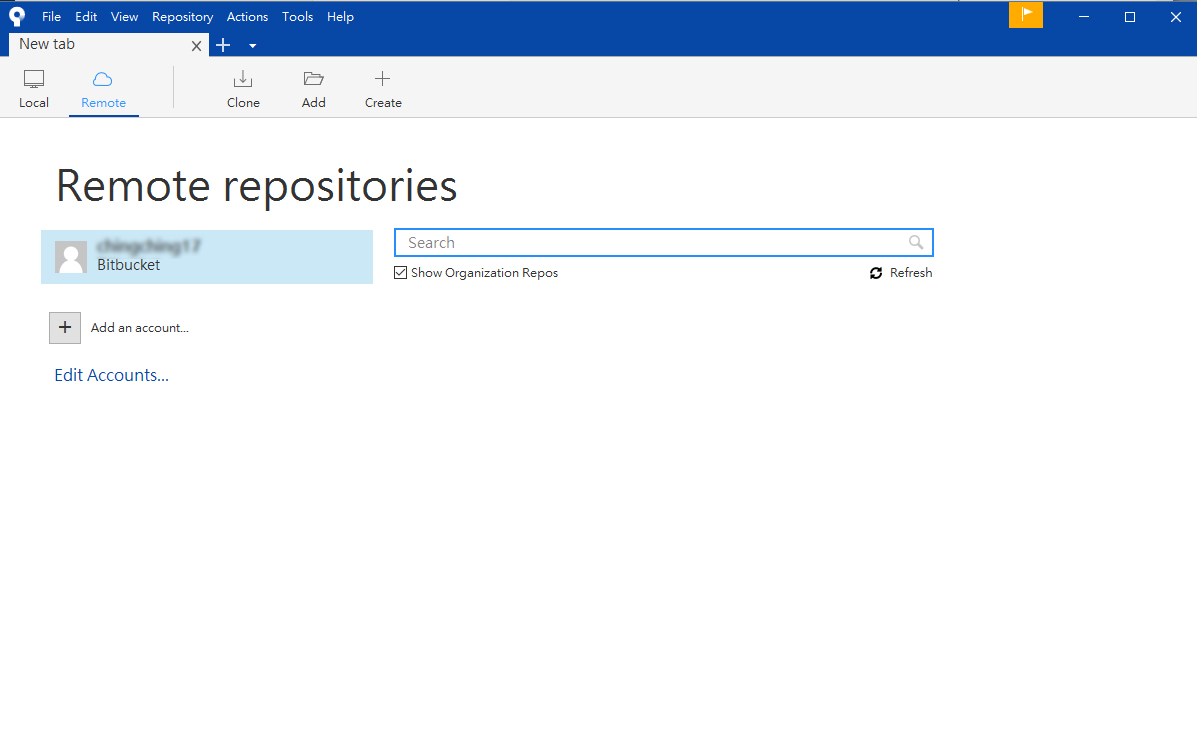 File Edit View Repository Actions Tools Help
New tab
Local Remote Clone Add Create
Remote repositories
Bitbucket
Search
Show Organization Repos Refresh
Add an account...
Edit Accounts...